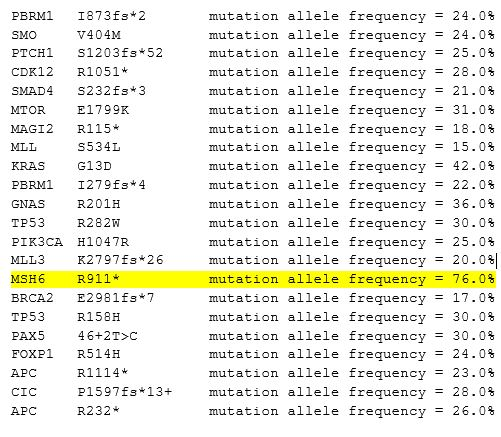 PBRM1 I873fs*2 mutation allele frequency = 24.0%
SMO V404M mutation allele frequency = 24.0%
PTCH1 S1203fs*52 mutation allele frequency = 25.0%
CDK12 R1051* mutation allele frequency = 28.0%
SMAD4 S232fs*3 mutation allele frequency = 21.0%
MTOR E1799K mutation allele frequency = 31.0%
MAGI2 R115* mutation allele frequency = 18.0%
MLL S534L mutation allele frequency = 15.0%
KRAS G13D mutation allele frequency = 42.0%
PBRM1 I279fs*4 mutation allele frequency = 22.0%
GNAS R201H mutation allele frequency = 36.0%
TP53 R282W mutation allele frequency = 30.0%
PIK3CA H1047R mutation allele frequency = 25.0%
MLL3 K2797fs*26 mutation allele frequency = 20.0%
MSH6 R911* mutation allele frequency = 76.0%
BRCA2 E2981fs*7 mutation allele frequency = 17.0%
TP53 R158H mutation allele frequency = 30.0%
PAX5 46+2T>C mutation allele frequency = 30.0%
FOXP1 R514H mutation allele frequency = 24.0%
APC R1114* mutation allele frequency = 23.0%
CIC P1597fs*13+ mutation allele frequency = 28.0%
APC R232* mutation allele frequency = 26.0%